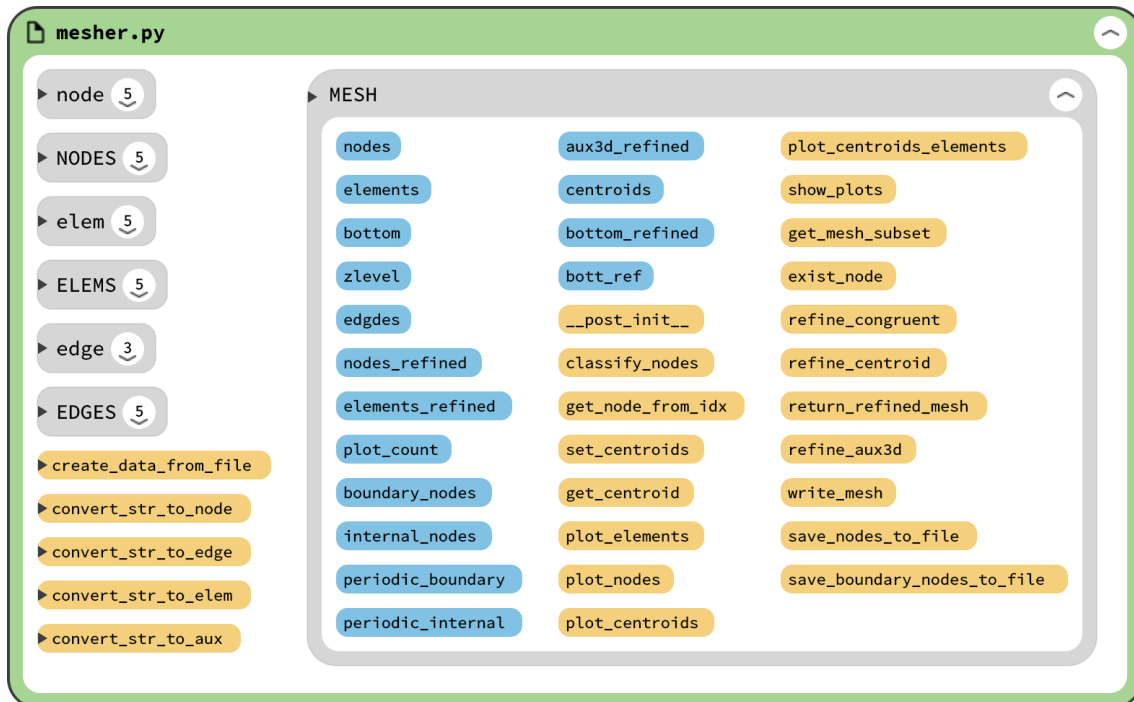 mesher.py
node 5
NODES 5
elem 5
ELEMS 5
edge 3
EDGES 5
create_data_from_file
convert_str_to_node
convert_str_to_edge
convert_str_to_elem
convert_str_to_aux
MESH
nodes
elements
bottom
zlevel
edgdes
nodes_refined
elements_refined
plot_count
boundary_nodes
internal_nodes
periodic_boundary
periodic_internal
aux3d_refined
centroids
bottom_refined
bott_ref
__post_init__
classify_nodes
get_node_from_idx
set_centroids
get_centroid
plot_elements
plot_nodes
plot_centroids
plot_centroids_elements
show_plots
get_mesh_subset
exist_node
refine_congruent
refine_centroid
return_refined_mesh
refine_aux3d
write_mesh
save_nodes_to_file
save_boundary_nodes_to_file